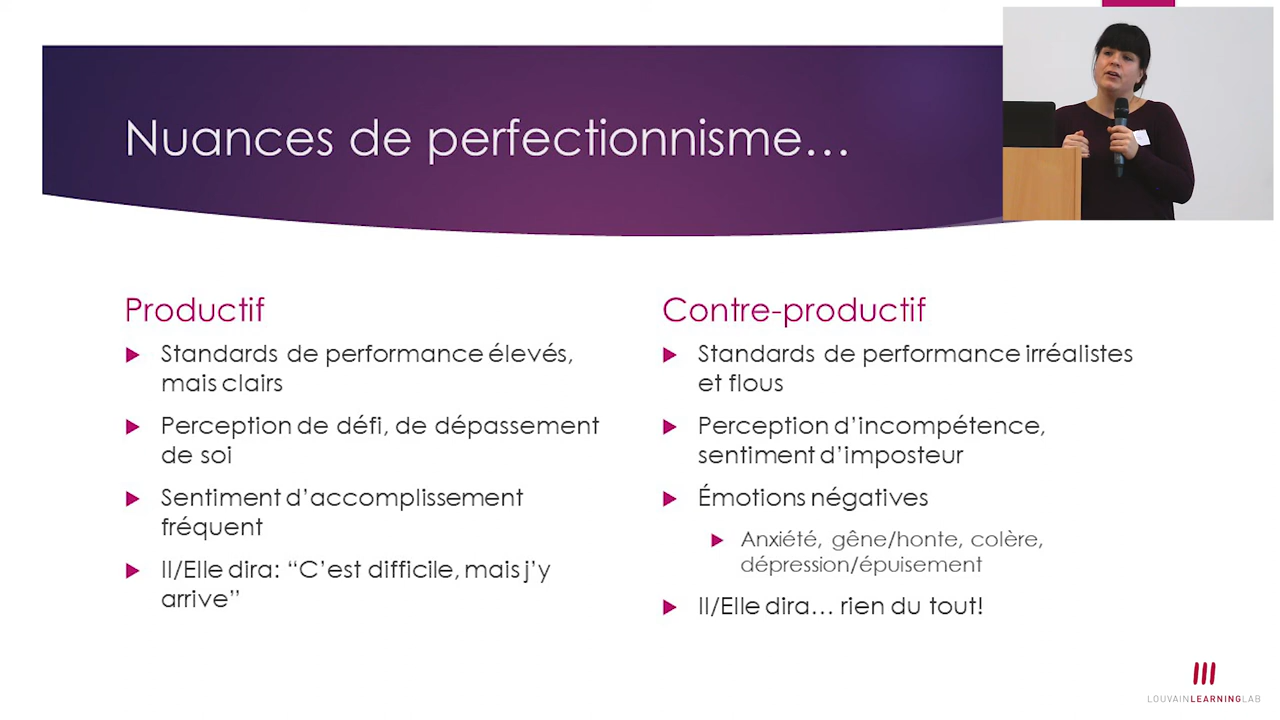 Nuances de perfectionnisme…
Productif
Standards de performance élevés,
mais clairs
Perception de défi, de dépassement
de soi
Sentiment d’accomplissement
fréquent
Il/Elle dira: “C’est difficile, mais j’y
arrive”
Contre-productif
Standards de performance irréalistes
et flous
Perception d’incompétence,
sentiment d’imposteur
Émotions négatives
Anxiété, gêne/honte, colère,
dépression/épuisement
Il/Elle dira… rien du tout!
LOUVAINLEARNINGLAB